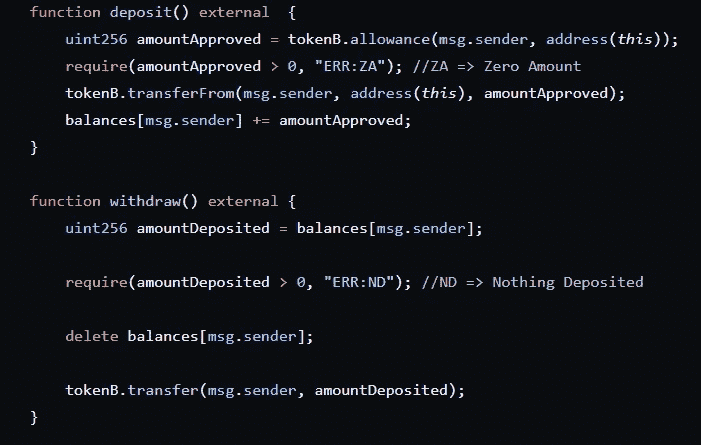 function deposit() external  {
    uint256 amountApproved = tokenB.allowance(msg.sender, address(this));
    require(amountApproved > 0, "ERR:ZA"); //ZA => Zero Amount
    tokenB.transferFrom(msg.sender, address(this), amountApproved);
    balances[msg.sender] += amountApproved;
}

function withdraw() external {
    uint256 amountDeposited = balances[msg.sender];

    require(amountDeposited > 0, "ERR:ND"); //ND => Nothing Deposited

    delete balances[msg.sender];

    tokenB.transfer(msg.sender, amountDeposited);
}